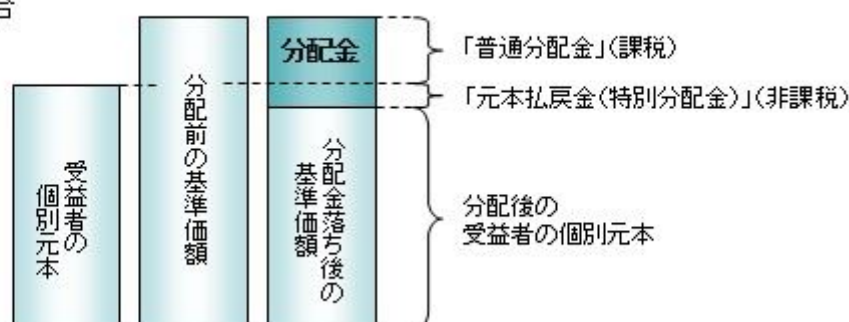 合
分配金
「普通分配金」(課税)
「元本払戻金(特別分配金)」(非課税)
受益者の
個別元本
分配前の基準価額
分配金落ち後の
基準価額
分配後の
受益者の個別元本